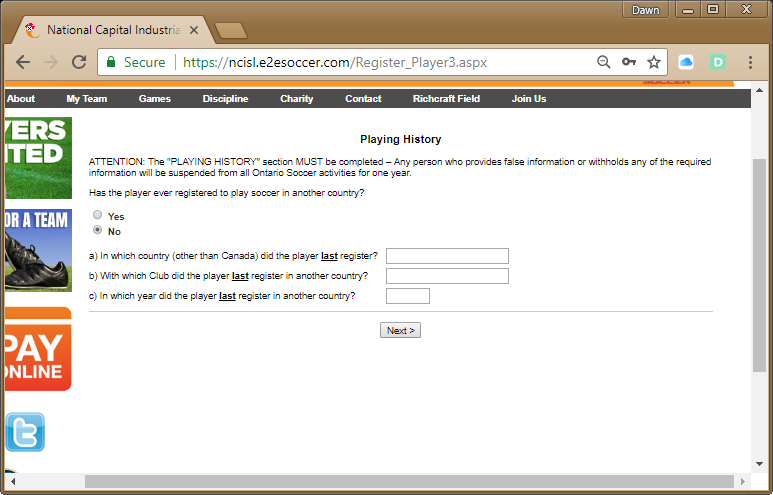 Dawn
National Capital Industria
Secure https://ncisl.e2esoccer.com/Register_Player3.aspx
D
About My Team Games Discipline Charity Contact Richcraft Field Join Us
YERS
ITED
OR A TEAM
PAY
ONLINE
Playing History
ATTENTION: The "PLAYING HISTORY" section MUST be completed – Any person who provides false information or withholds any of the required
information will be suspended from all Ontario Soccer activities for one year.
Has the player ever registered to play soccer in another country?
Yes
No
a) In which country (other than Canada) did the player last register?
b) With which Club did the player last register in another country?
c) In which year did the player last register in another country?
Next >